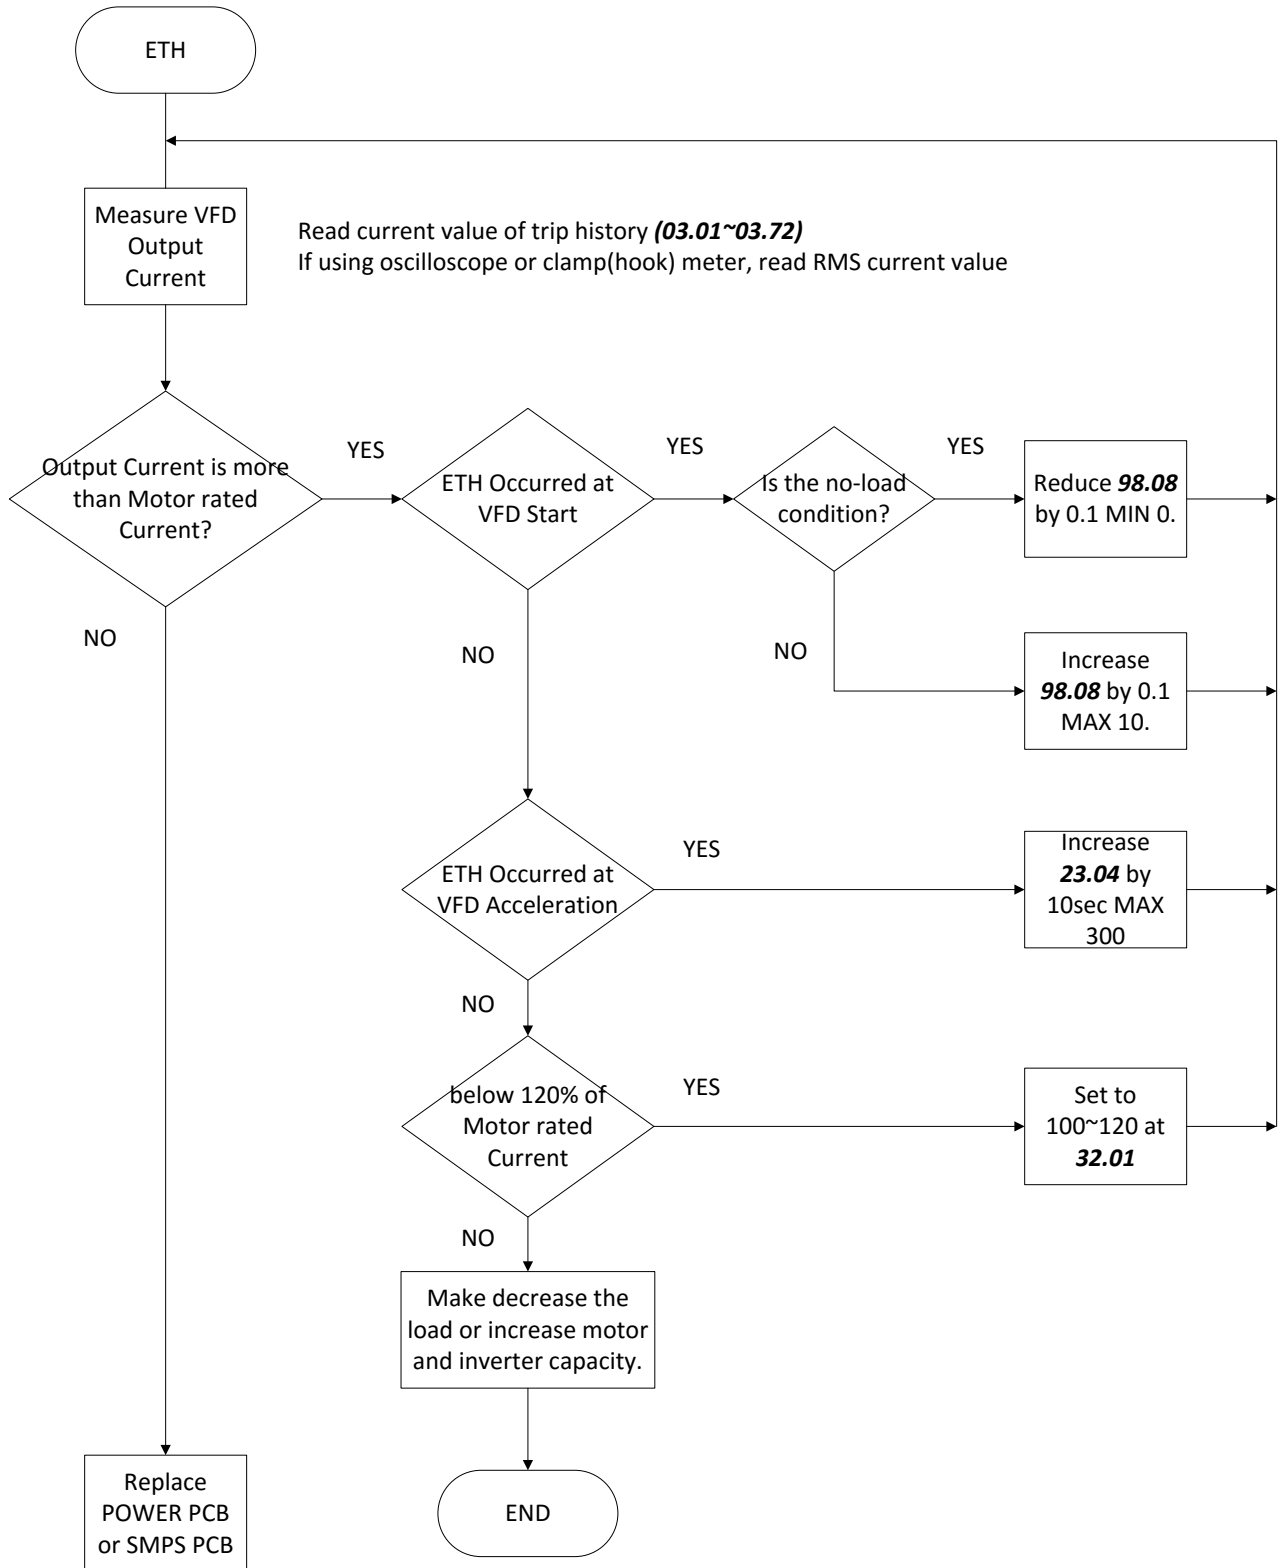 ETH
Measure VFD
Output
Current
Read current value of trip history (03.01~03.72)
If using oscilloscope or clamp(hook) meter, read RMS current value
Output Current is more
than Motor rated
Current?
YES
ETH Occurred at
VFD Start
YES
Is the no-load
condition?
YES
Reduce 98.08
by 0.1 MIN 0.
NO
NO
NO
Increase
98.08 by 0.1
MAX 10.
ETH Occurred at
VFD Acceleration
YES
Increase
23.04 by
10sec MAX
300
NO
below 120% of
Motor rated
Current
YES
Set to
100~120 at
32.01
NO
Make decrease the
load or increase motor
and inverter capacity.
Replace
POWER PCB
or SMPS PCB
END